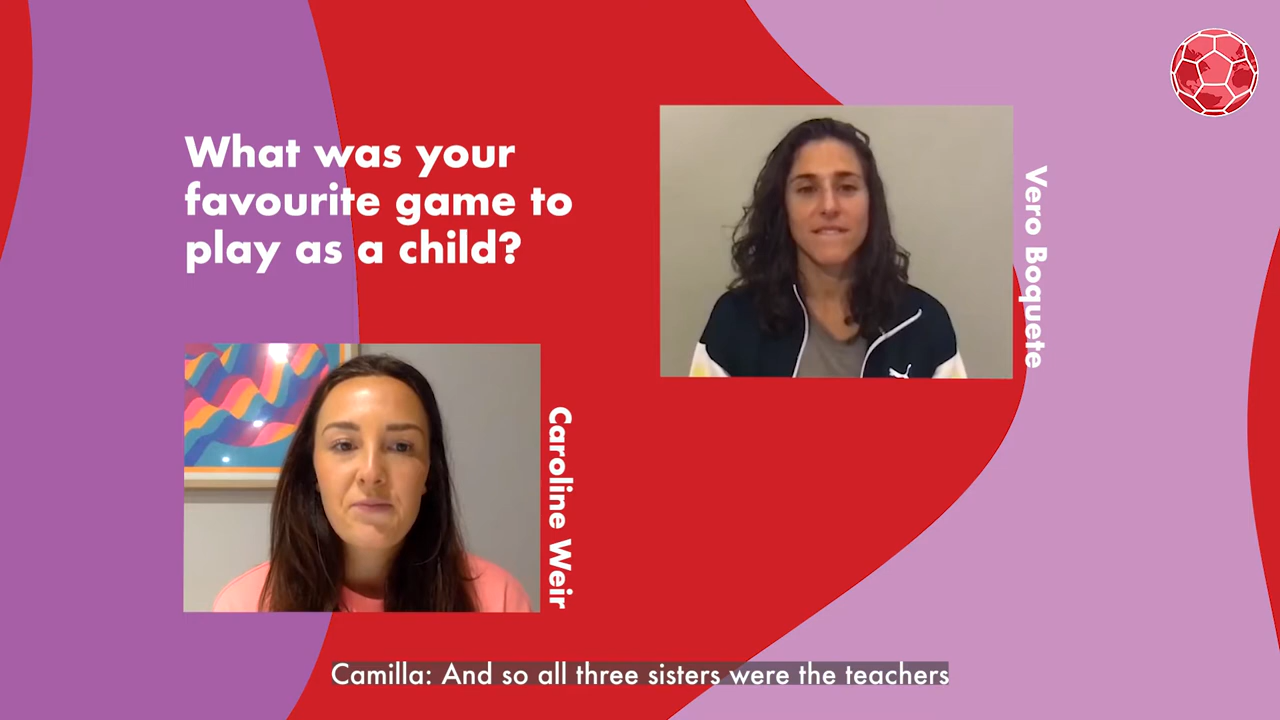 What was your
favourite game to
play as a child?
Vero Boquete
Caroline Weir
Camilla: And so all three sisters were the teachers